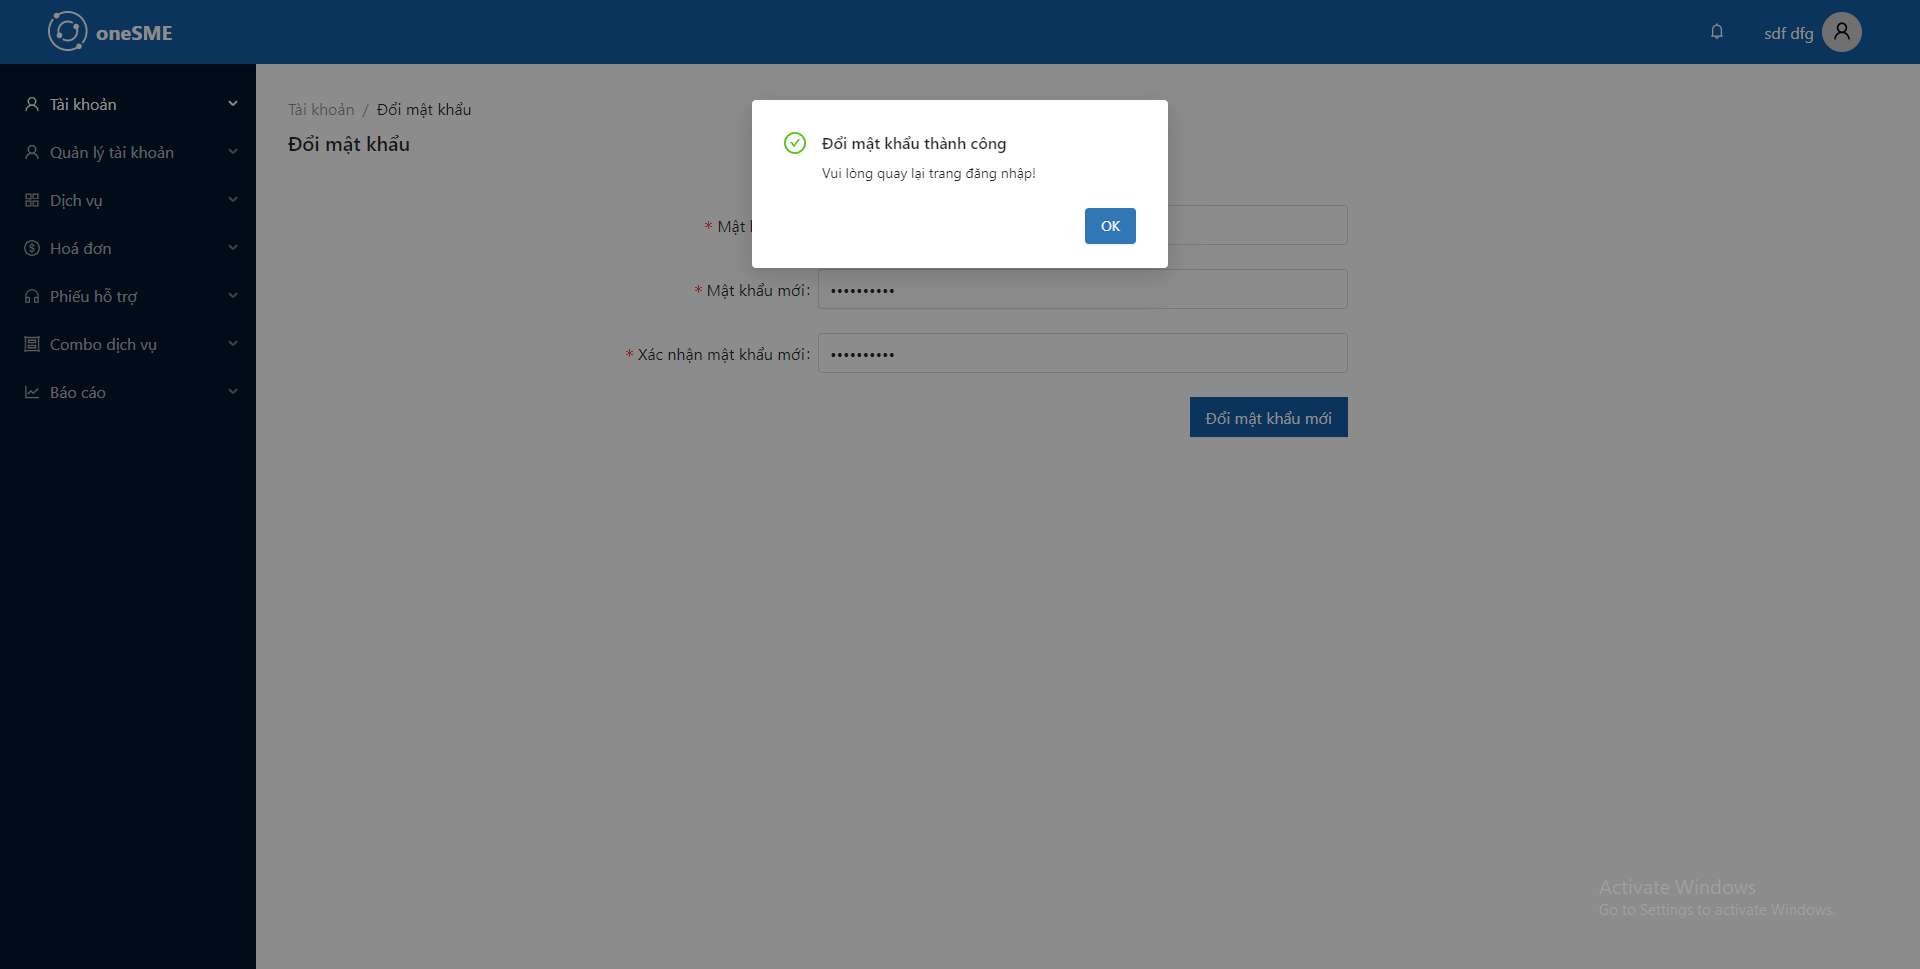 oneSME
sdf dfg
Tài khoản
Quản lý tài khoản
Dịch vụ
Hoá đơn
Phiếu hỗ trợ
Combo dịch vụ
Báo cáo
Tài khoản / Đổi mật khẩu
Đổi mật khẩu
Đổi mật khẩu thành công
Vui lòng quay lại trang đăng nhập!
OK
* Mật
* Mật khẩu mới: ••••••••••
* Xác nhận mật khẩu mới: ••••••••••
Đổi mật khẩu mới
Activate Windows
Go to Settings to activate Windows.